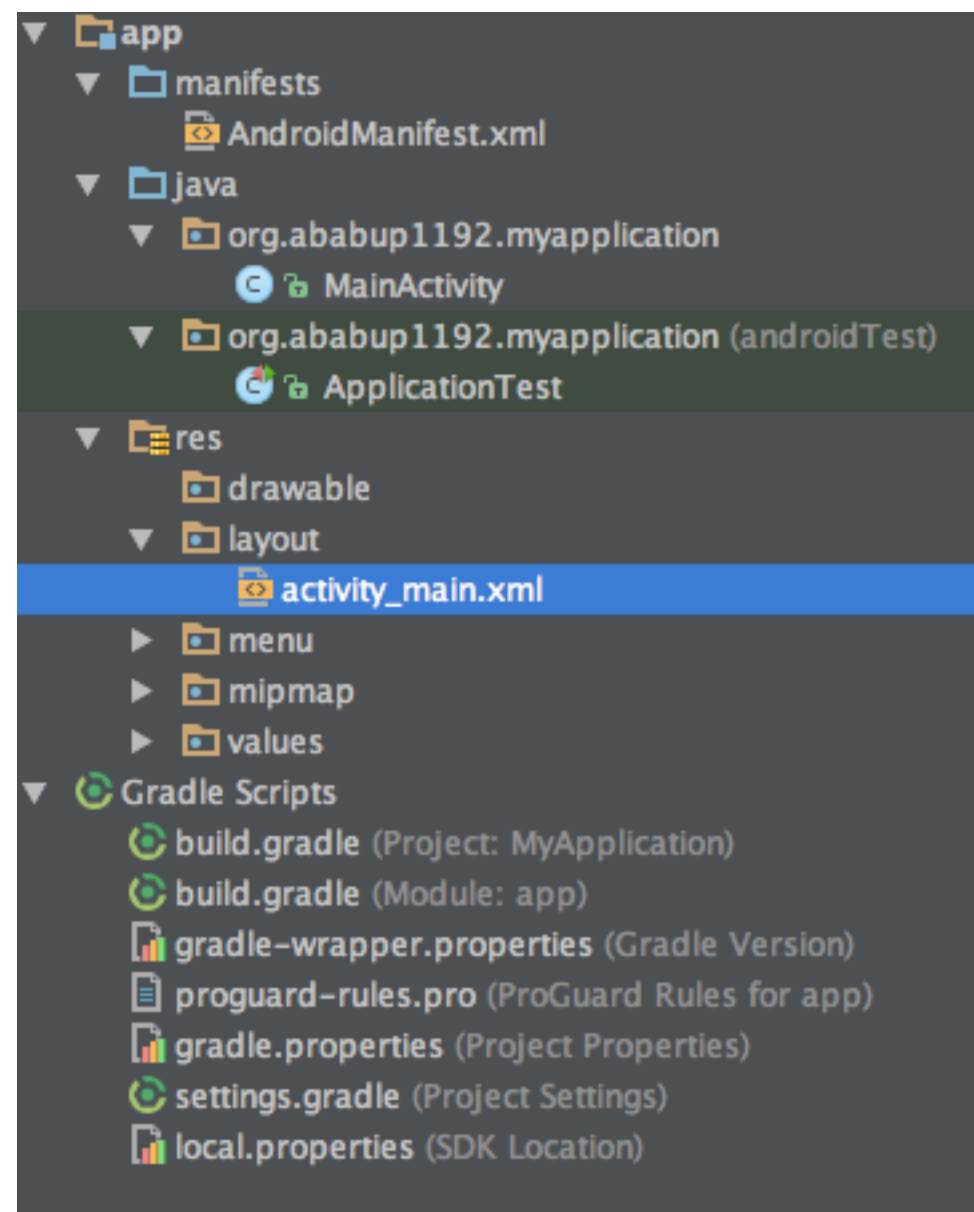 app
manifests
AndroidManifest.xml
java
org.ababup1192.myapplication
MainActivity
org.ababup1192.myapplication (androidTest)
ApplicationTest
res
drawable
layout
activity_main.xml
menu
mipmap
values
Gradle Scripts
build.gradle (Project: MyApplication)
build.gradle (Module: app)
gradle-wrapper.properties (Gradle Version)
proguard-rules.pro (ProGuard Rules for app)
gradle.properties (Project Properties)
settings.gradle (Project Settings)
local.properties (SDK Location)